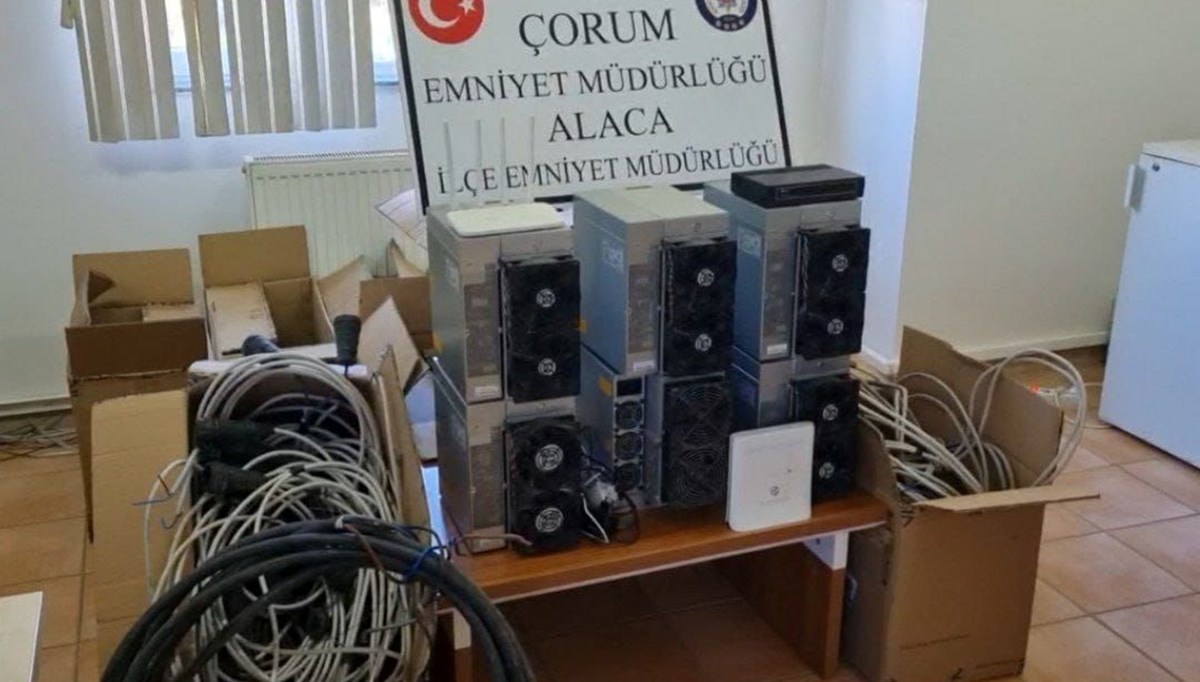 ÇORUM
EMNİYET MÜDÜRLÜĞÜ
ALACA
İLÇE EMNİYET MÜDÜRLÜĞÜ